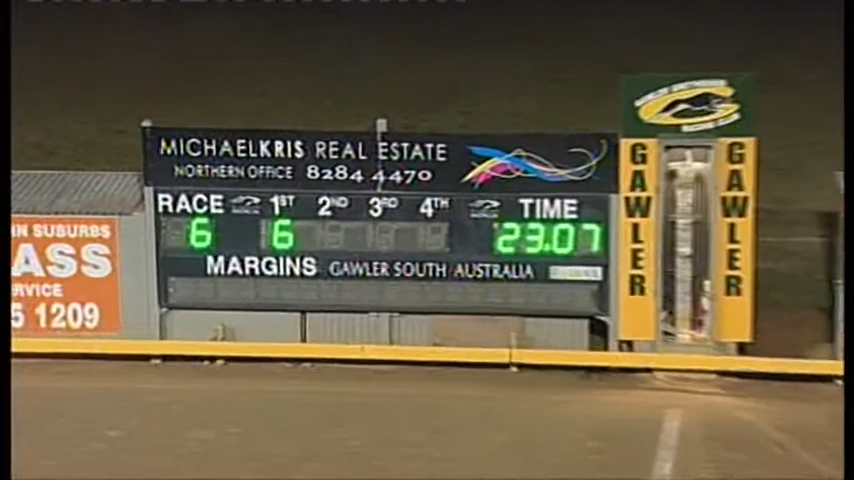 MICHAELKRIS REAL ESTATE
NORTHERN OFFICE 8284 4470
RACE 1ST 2ND 3RD 4TH TIME
6 6 23.07
MARGINS GAWLER SOUTH AUSTRALIA
GAWLER
GAWLER
N SUBURBS
ASS
RVICE
5 1209